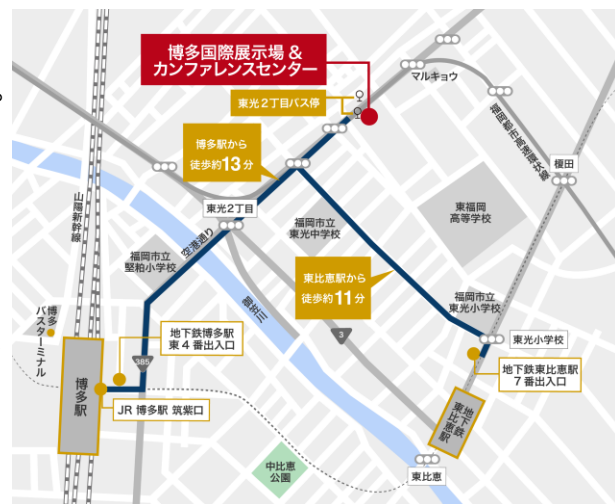 博多国際展示場 &
カンファレンスセンター
東光2丁目バス停
マルキョウ
福岡都市高速環状線
榎田
博多駅から
徒歩約13分
東光2丁目
空港通り
山陽新幹線
福岡市立
堅粕小学校
福岡市立
東光中学校
東福岡
高等学校
東比恵駅から
徒歩約11分
福岡市立
東光小学校
東光小学校
御笠川
3
博多
バスターミナル
地下鉄博多駅
東4番出入口
385
地下鉄東比恵駅
7番出入口
博多駅
JR 博多駅 筑紫口
地下鉄
東比恵駅
中比恵
公園
東比恵